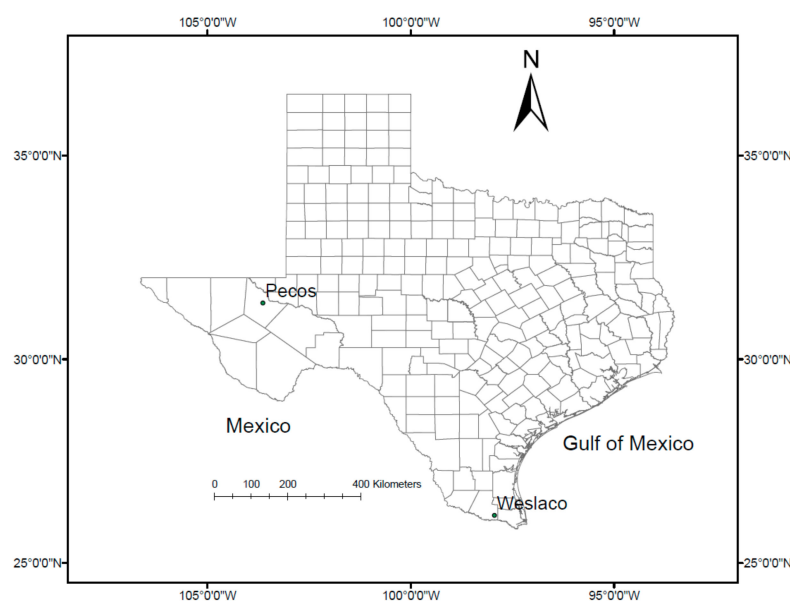 105°0'0"W 100°0'0"W 95°0'0"W
N
35°0'0"N 35°0'0"N
Pecos
30°0'0"N 30°0'0"N
Mexico
Gulf of Mexico
0 100 200 400 Kilometers
Weslaco
25°0'0"N 25°0'0"N
105°0'0"W 100°0'0"W 95°0'0"W